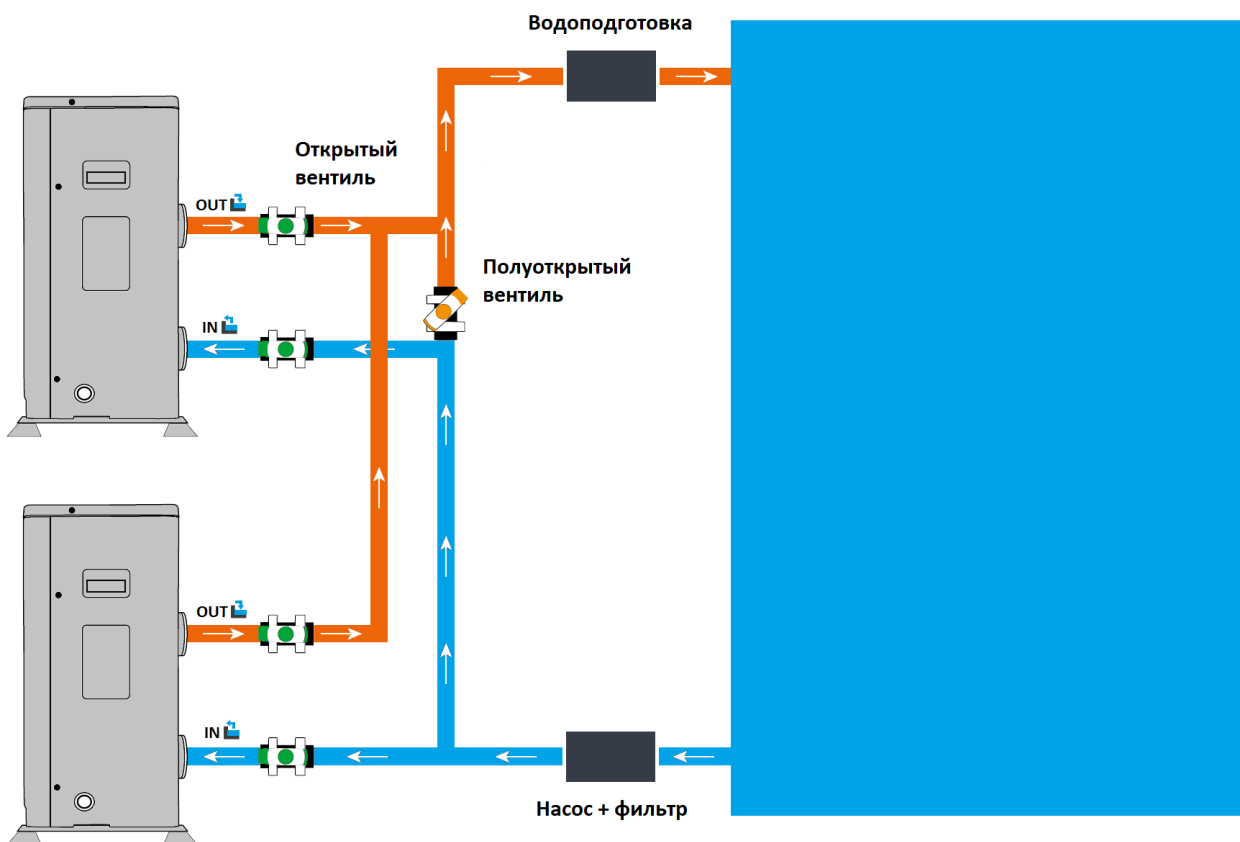 Водоподготовка
Открытый
вентиль
OUT
Полуоткрытый
вентиль
IN
OUT
IN
Насос + фильтр